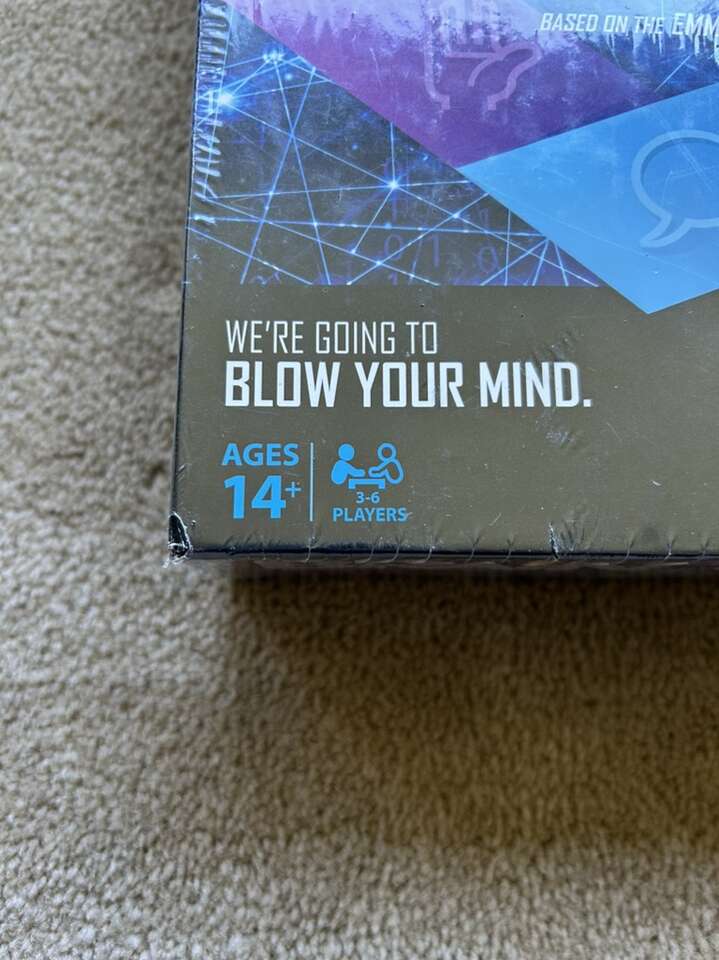 BASED ON THE EMM
WE'RE GOING TO
BLOW YOUR MIND.
AGES
14+
3-6
PLAYERS